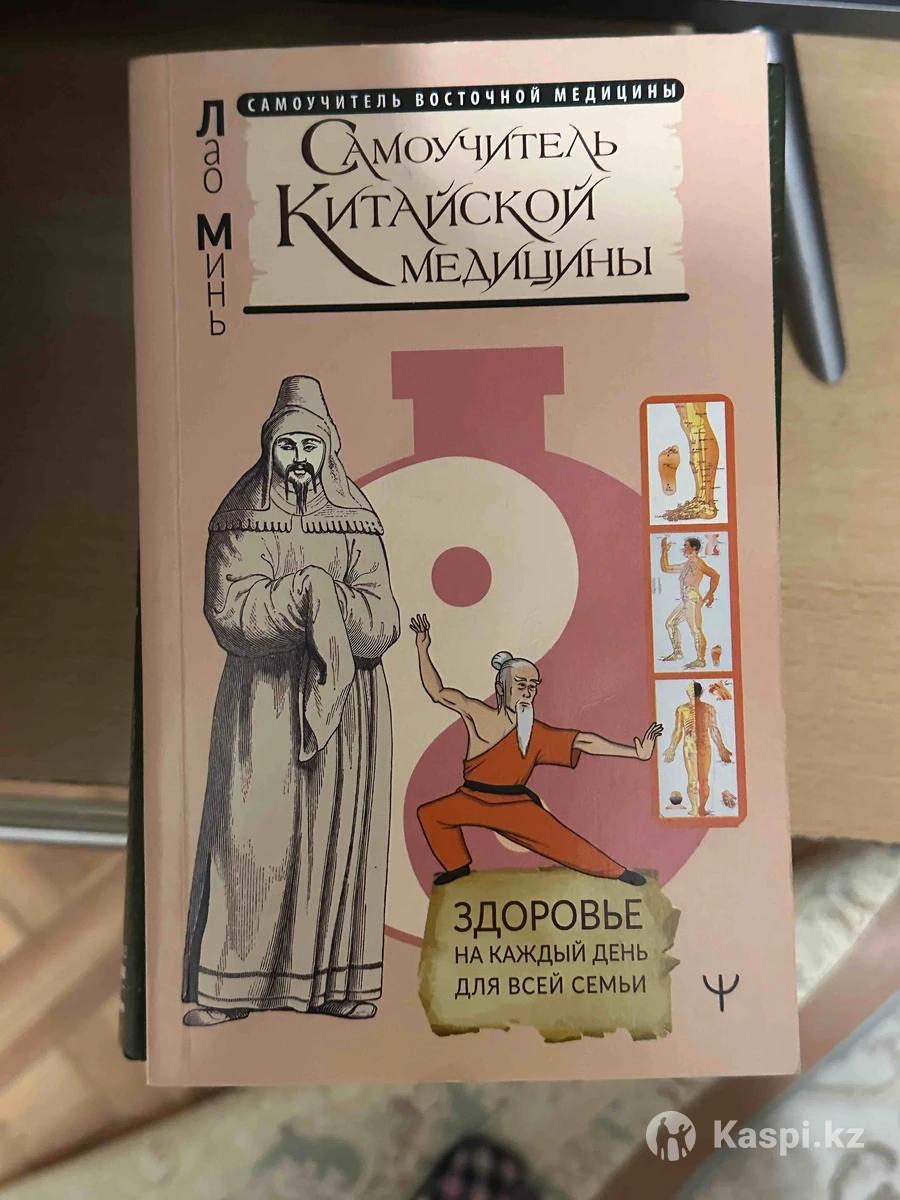 САМОУЧИТЕЛЬ ВОСТОЧНОЙ МЕДИЦИНЫ
Лао Минь
Самоучитель
Китайской
медицины
ЗДОРОВЬЕ
НА КАЖДЫЙ ДЕНЬ
ДЛЯ ВСЕЙ СЕМЬИ
Ψ
Kaspi.kz